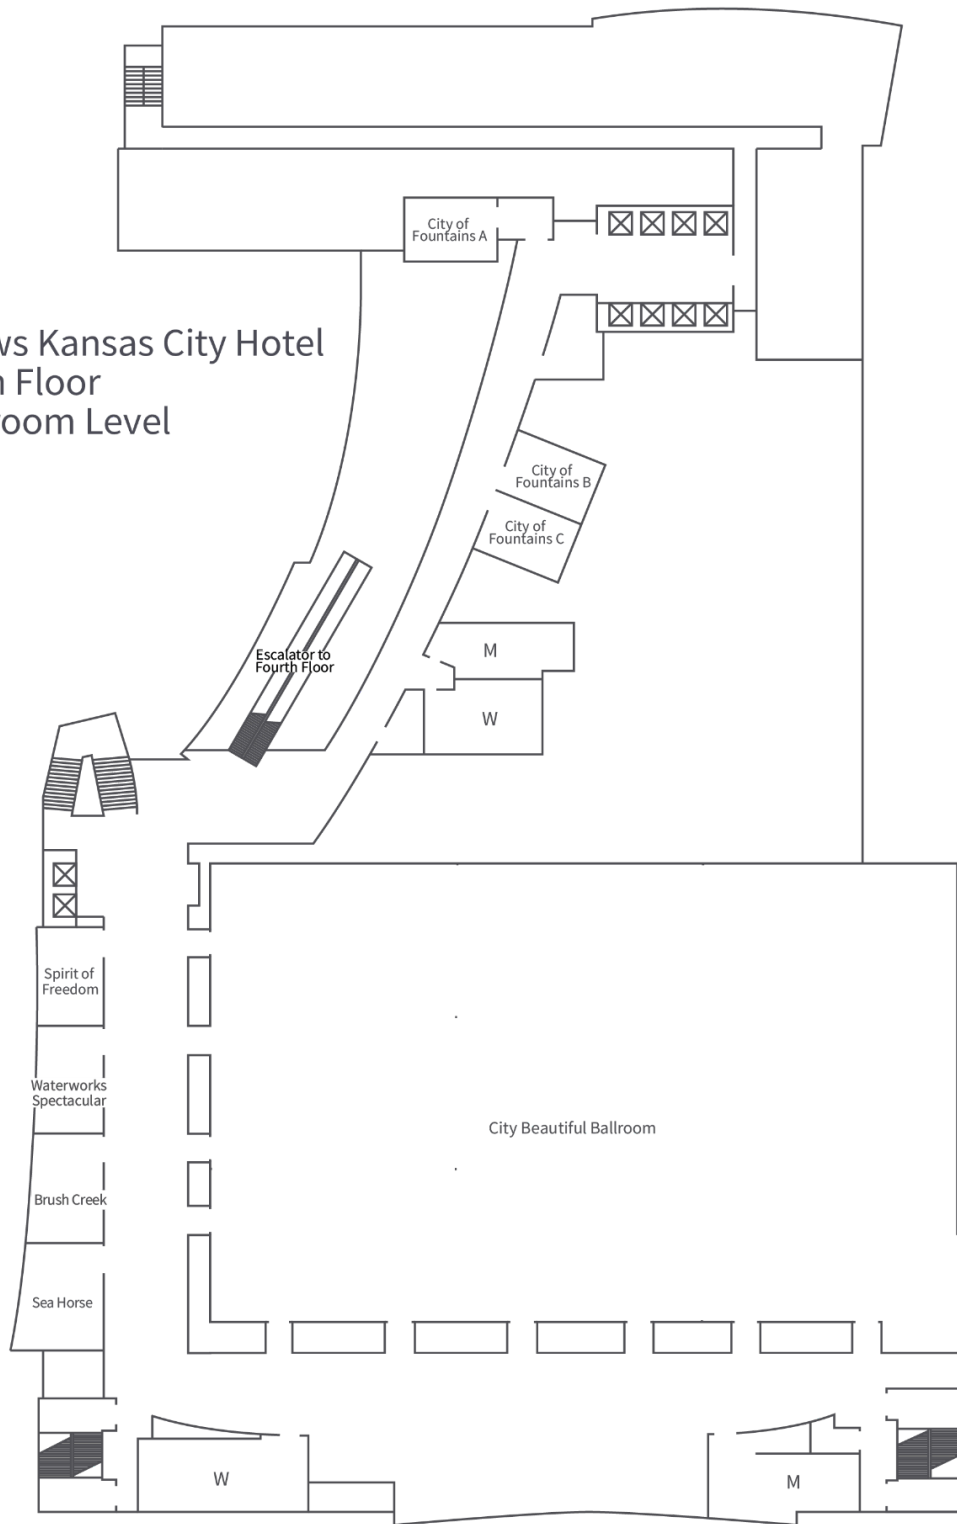 City of
Fountains A
ws Kansas City Hotel
h Floor
room Level
City of
Fountains B
City of
Fountains C
Escalator to
Fourth Floor
M
W
Spirit of
Freedom
Waterworks
Spectacular
City Beautiful Ballroom
Brush Creek
Sea Horse
W
M